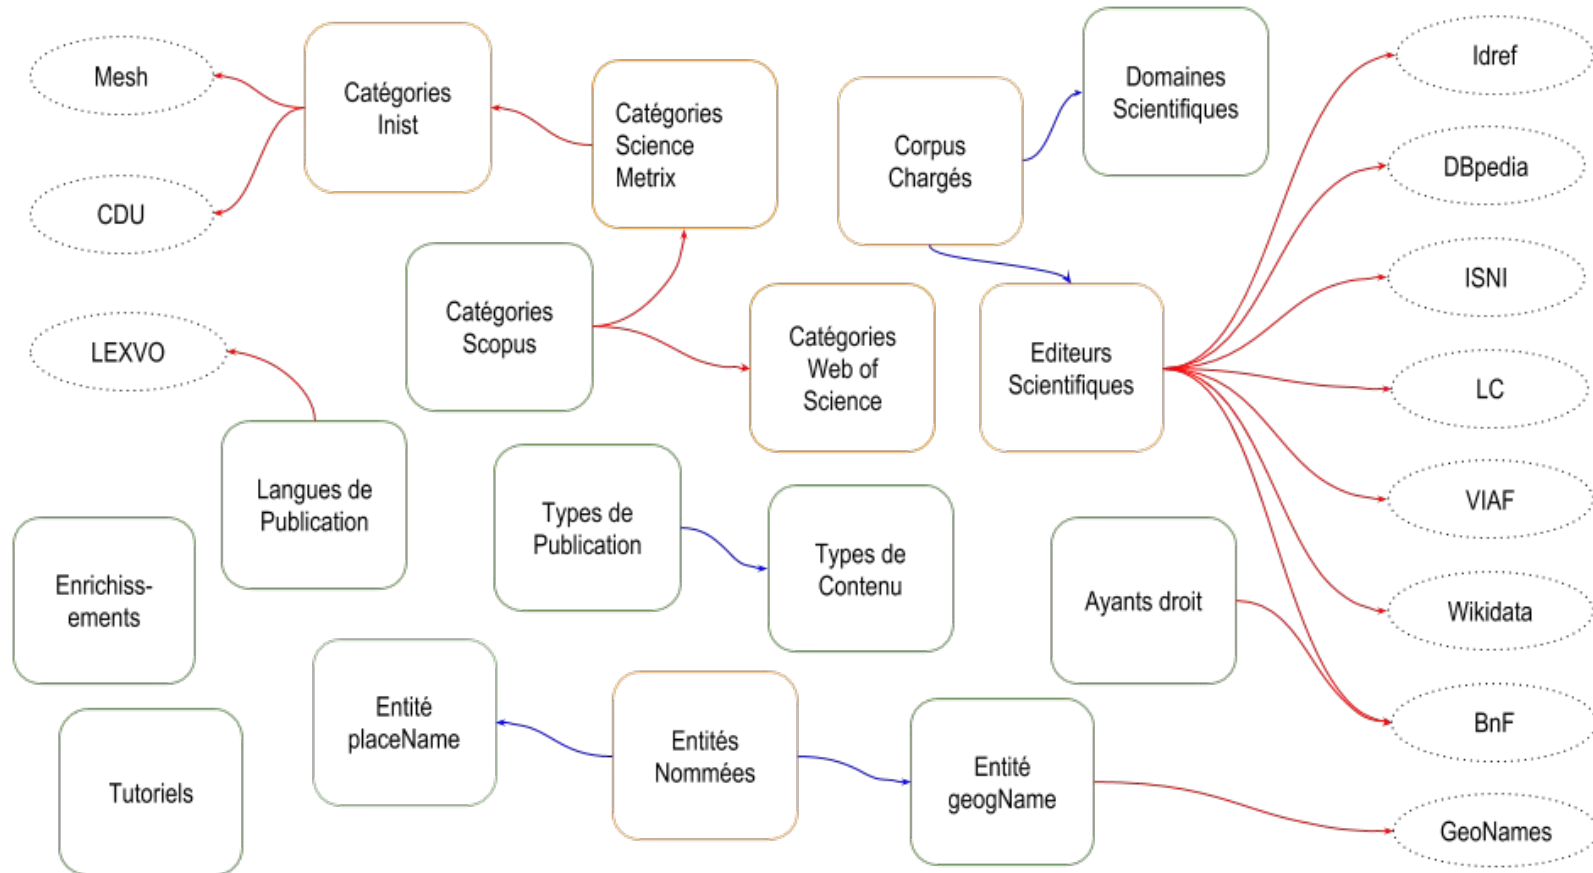 Mesh
Catégories
Inist
Catégories
Science
Metrix
Corpus
Chargés
Domaines
Scientifiques
Idref
DBpedia
CDU
ISNI
Catégories
Scopus
LEXVO
Catégories
Web of
Science
Editeurs
Scientifiques
LC
Langues de
Publication
Types de
Publication
VIAF
Enrichiss-
ements
Types de
Contenu
Ayants droit
Wikidata
Entité
placeName
Entités
Nommées
Entité
geogName
BnF
Tutoriels
GeoNames